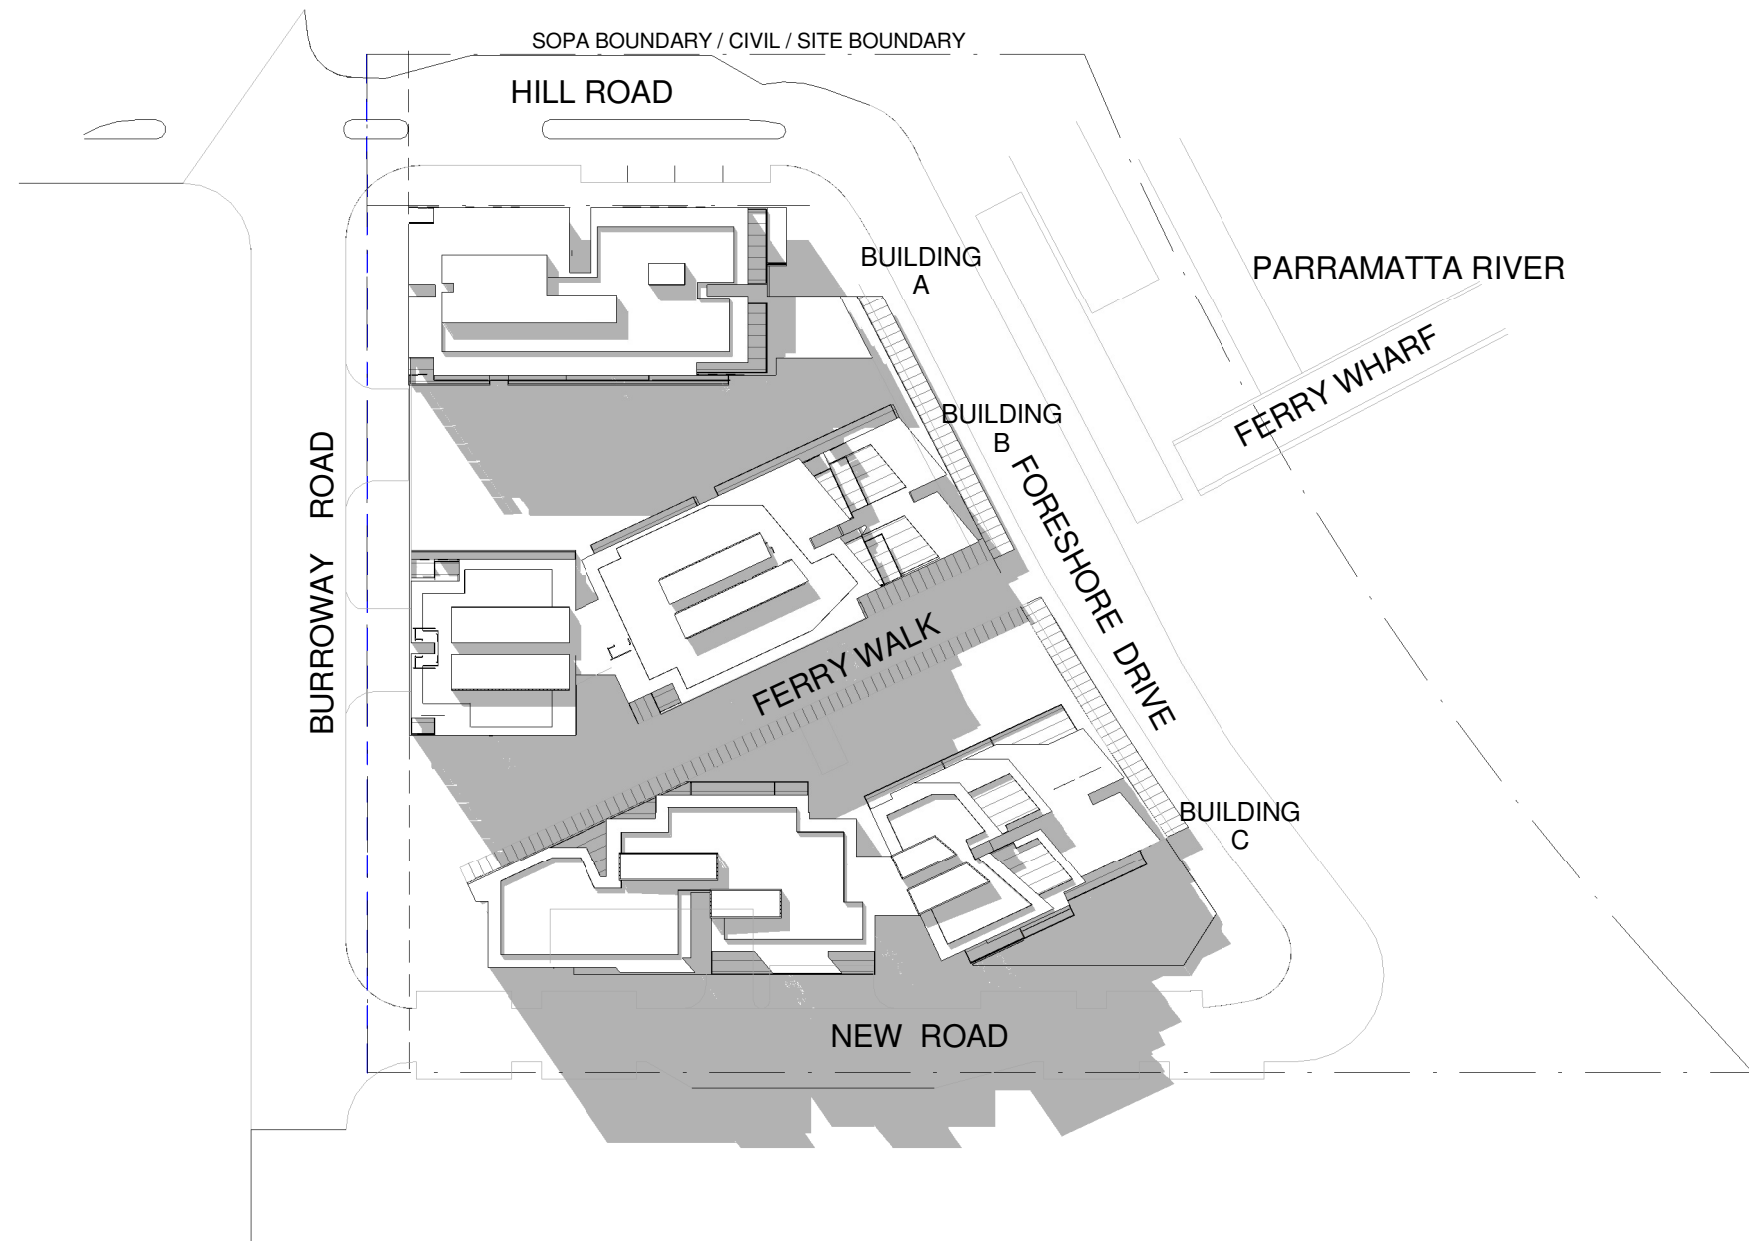 SOPA BOUNDARY / CIVIL / SITE BOUNDARY
HILL ROAD
BUILDING
A
PARRAMATTA RIVER
FERRY WHARF
BUILDING
B
FORESHORE DRIVE
BURROWAY ROAD
FERRY WALK
BUILDING
C
NEW ROAD